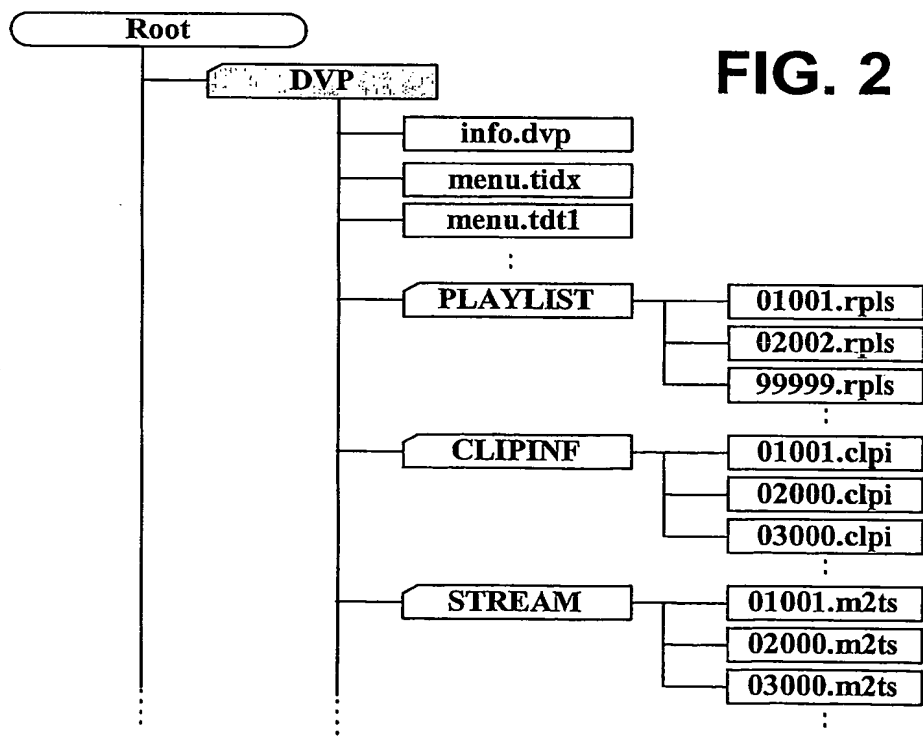 Root
DVP
FIG. 2
info.dvp
menu.tidx
menu.tdt1
PLAYLIST
01001.rpls
02002.rpls
99999.rpls
CLIPINF
01001.clpi
02000.clpi
03000.clpi
STREAM
01001.m2ts
02000.m2ts
03000.m2ts